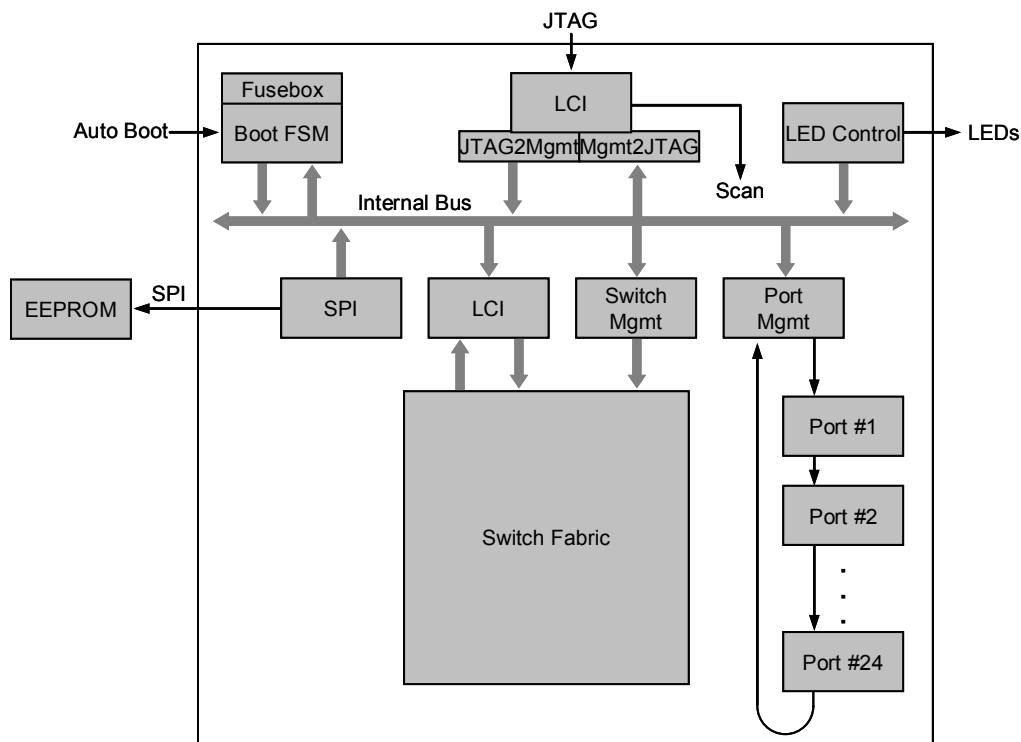 JTAG
Fusebox
LCI
Auto Boot
Boot FSM
LED Control
LEDs
JTAG2Mgmt
Mgmt2JTAG
Scan
Internal Bus
EEPROM
SPI
SPI
LCI
Switch
Mgmt
Port
Mgmt
Port #1
Port #2
Switch Fabric
.
.
.
Port #24